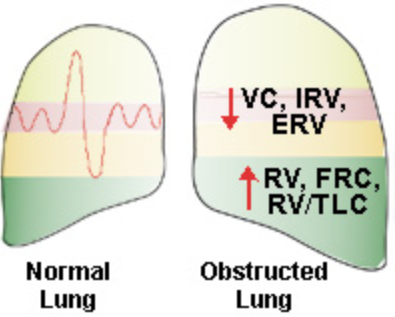 VC, IRV,
ERV
RV, FRC,
RV/TLC
Normal
Lung
Obstructed
Lung